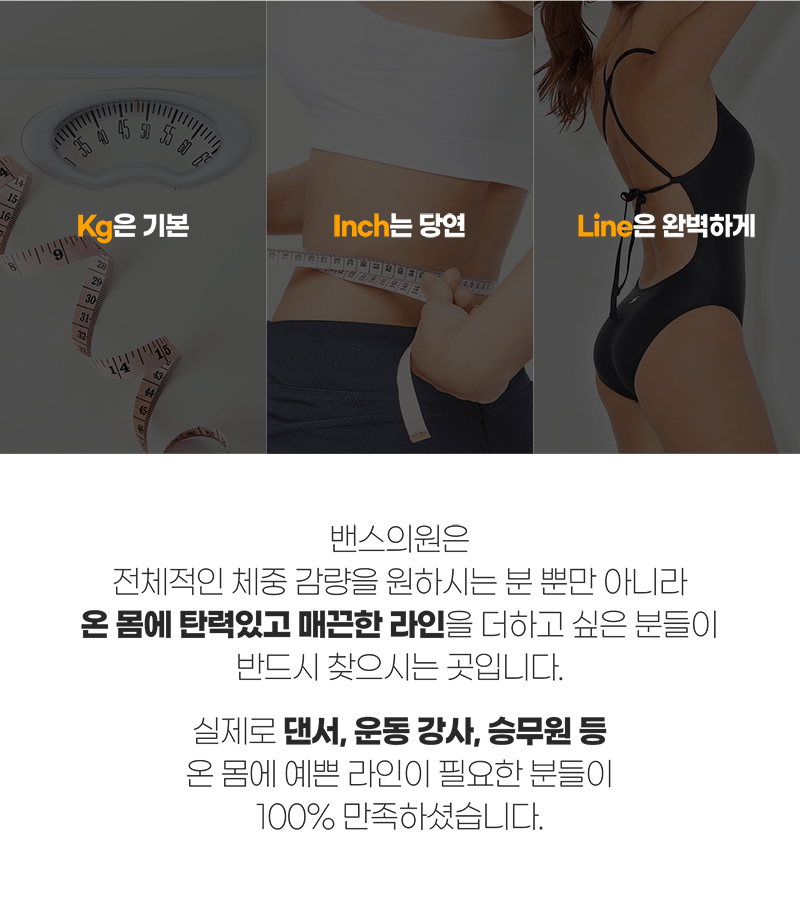 Kg은 기본
Inch는 당연
Line은 완벽하게
밴스의원은
전체적인 체중 감량을 원하시는 분 뿐만 아니라
온 몸에 탄력있고 매끈한 라인을 더하고 싶은 분들이
반드시 찾으시는 곳입니다.
실제로 댄서, 운동 강사, 승무원 등
온 몸에 예쁜 라인이 필요한 분들이
100% 만족하셨습니다.